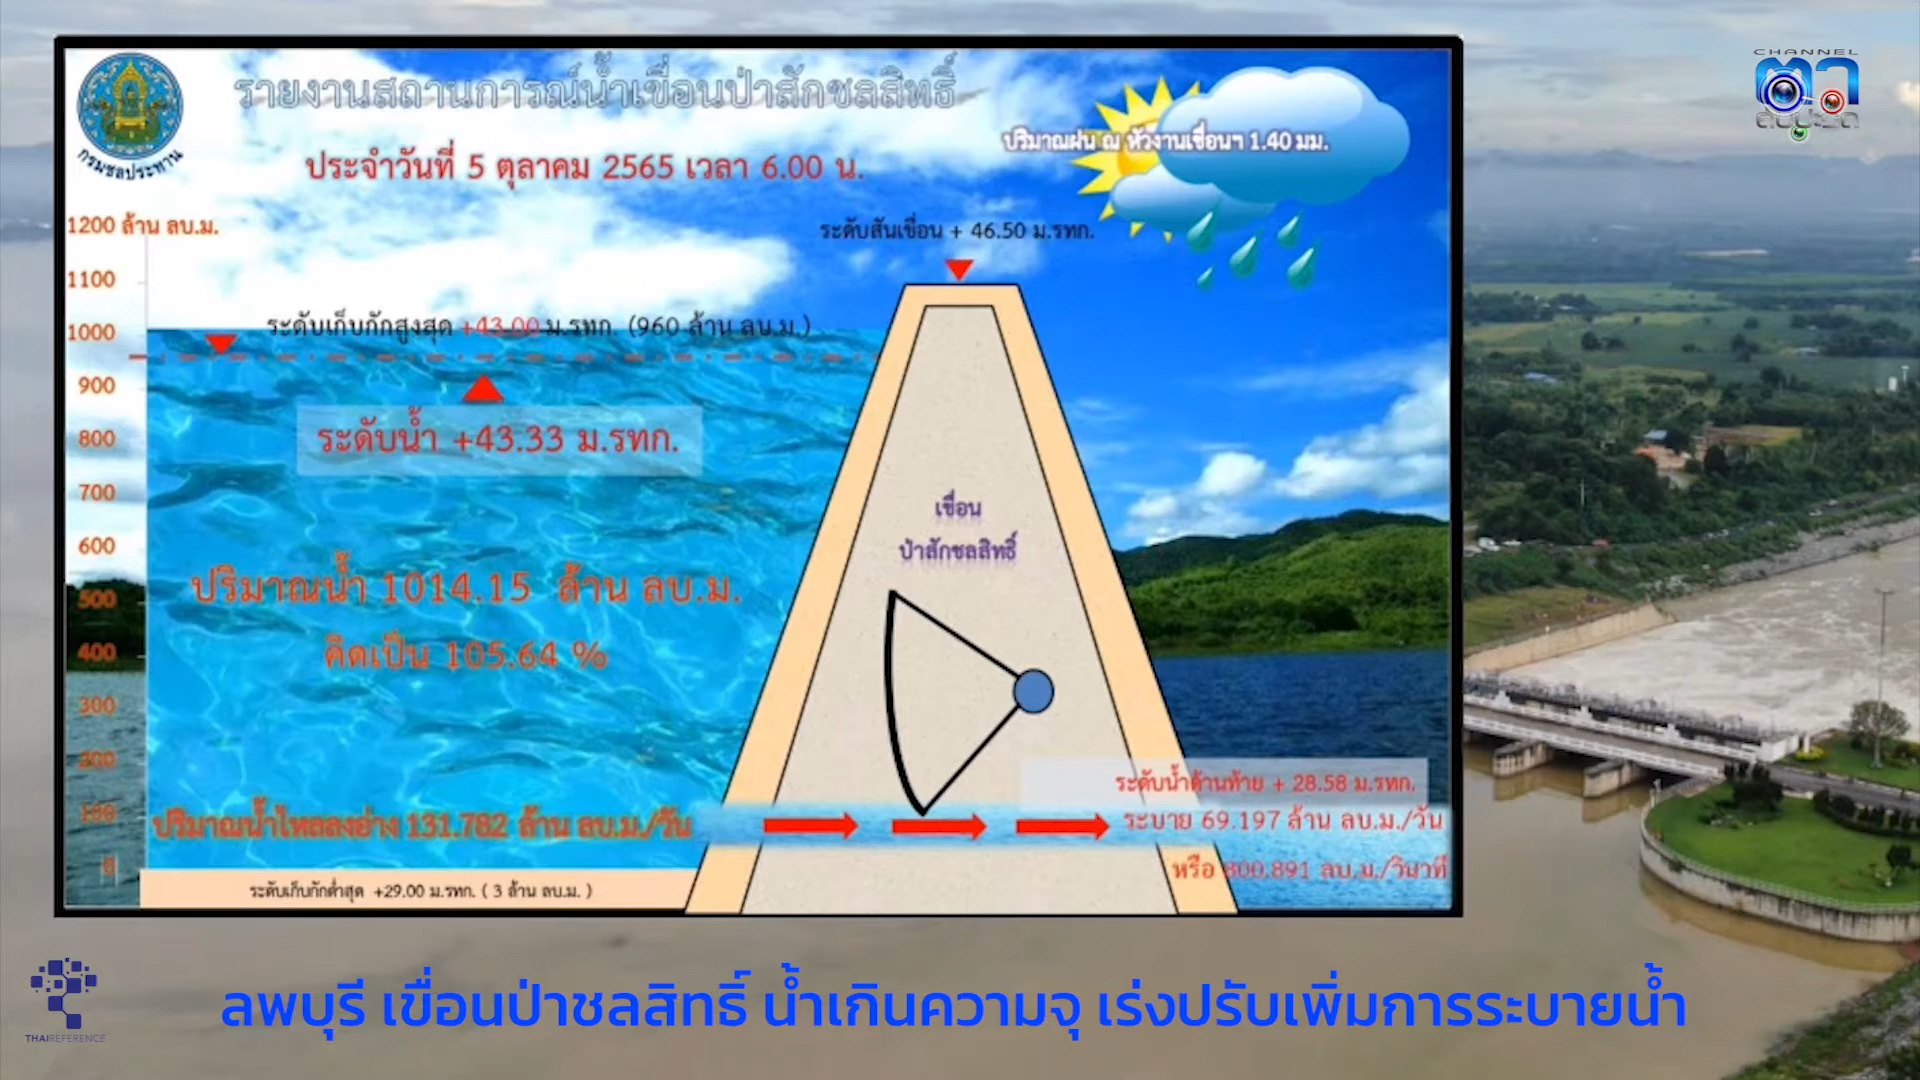 CHANNEL
ตา
สับปะรด
กรมชลประทาน
รายงานสถานการณ์น้ำเขื่อนป่าสักชลสิทธิ์
ประจำวันที่ 5 ตุลาคม 2565 เวลา 6.00 น.
ปริมาณฝน ณ หัวงานเขื่อนฯ 1.40 มม.
1200 ล้าน ลบ.ม.
ระดับสันเขื่อน + 46.50 ม.รทก.
1100
1000
ระดับเก็บกักสูงสุด +43.00 ม.รทก. (960 ล้าน ลบ.ม.)
900
800
ระดับน้ำ +43.33 ม.รทก.
700
เขื่อน
ป่าสักชลสิทธิ์
600
ปริมาณน้ำ 1014.15 ล้าน ลบ.ม.
500
คิดเป็น 105.64 %
400
300
200
ระดับน้ำด้านท้าย + 28.58 ม.รทก.
100
ปริมาณน้ำไหลลงอ่าง 131.782 ล้าน ลบ.ม./วัน
ระบาย 69.197 ล้าน ลบ.ม./วัน
0
หรือ 800.891 ลบ.ม./วินาที
ระดับเก็บกักต่ำสุด +29.00 ม.รทก. ( 3 ล้าน ลบ.ม. )
THAIREFERENCE
ลพบุรี เขื่อนป่าชลสิทธิ์ น้ำเกินความจุ เร่งปรับเพิ่มการระบายน้ำ